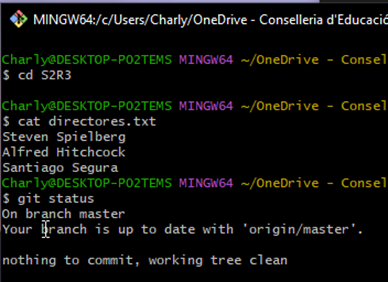 MINGW64:/c/Users/Charly/OneDrive - Conselleria d'Educació
Charly@DESKTOP-PO2TEMS MINGW64 ~/OneDrive - Consel
$ cd S2R3
Charly@DESKTOP-PO2TEMS MINGW64 ~/OneDrive - Consel
$ cat directores.txt
Steven Spielberg
Alfred Hitchcock
Santiago Segura
Charly@DESKTOP-PO2TEMS MINGW64 ~/OneDrive - Consel
$ git status
On branch master
Your branch is up to date with 'origin/master'.
nothing to commit, working tree clean